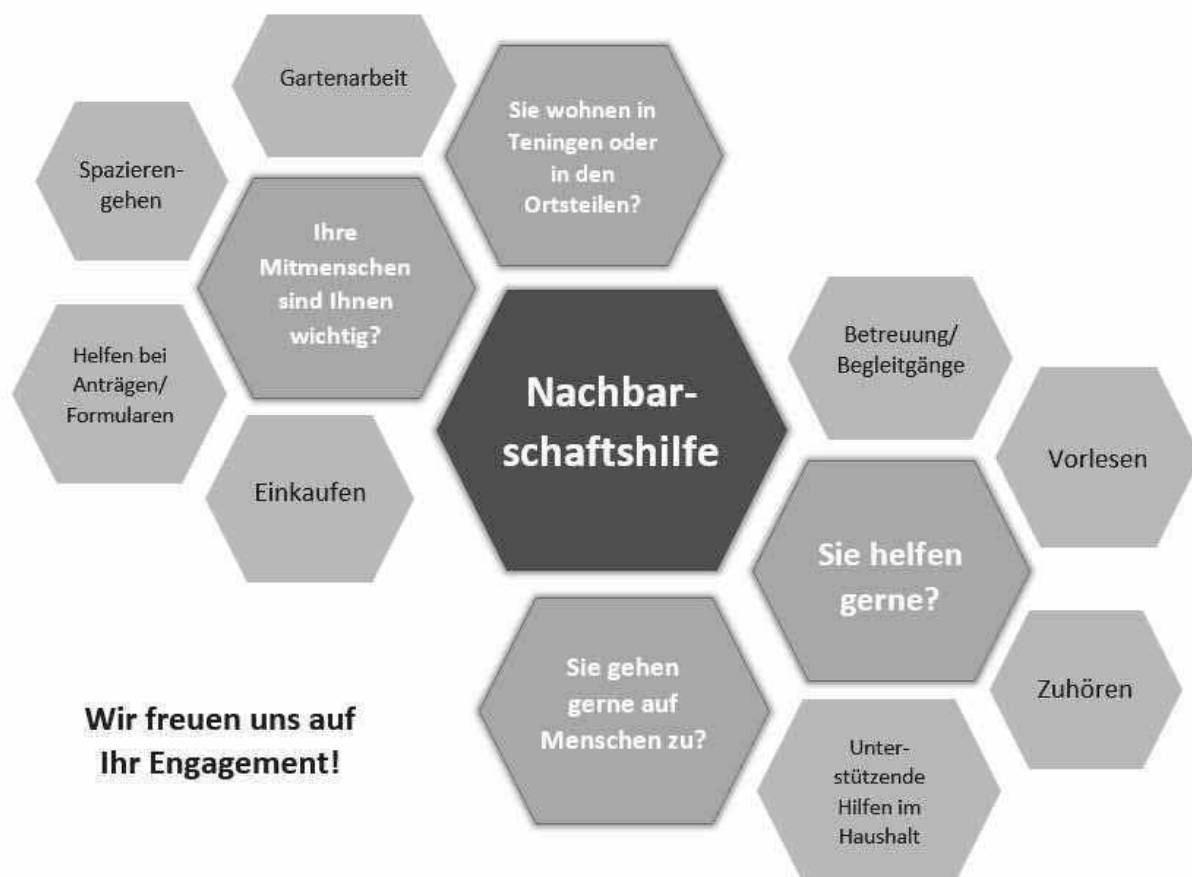 Gartenarbeit
Sie wohnen in
Teningen oder
in den
Ortsteilen?
Spazieren-
gehen
Ihre
Mitmenschen
sind Ihnen
wichtig?
Helfen bei
Anträgen/
Formularen
Einkaufen
Nachbar-
schaftshilfe
Betreuung/
Begleitgänge
Vorlesen
Sie helfen
gerne?
Sie gehen
gerne auf
Menschen zu?
Zuhören
Unter-
stützende
Hilfen im
Haushalt
Wir freuen uns auf
Ihr Engagement!